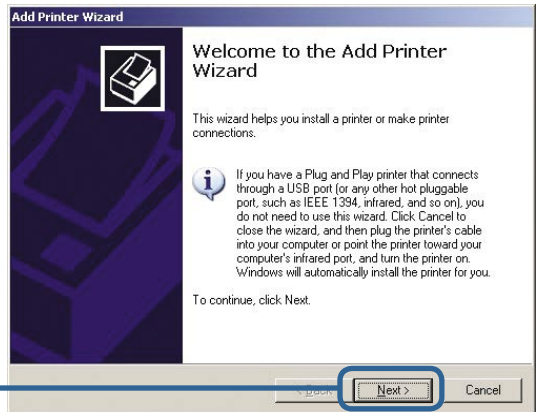 Add Printer Wizard
Welcome to the Add Printer
Wizard
This wizard helps you install a printer or make printer
connections.
If you have a Plug and Play printer that connects
through a USB port (or any other hot pluggable
port, such as IEEE 1394, infrared, and so on), you
do not need to use this wizard. Click Cancel to
close the wizard, and then plug the printer's cable
into your computer or point the printer toward your
computer's infrared port, and turn the printer on.
Windows will automatically install the printer for you.
To continue, click Next.
< Back Next > Cancel